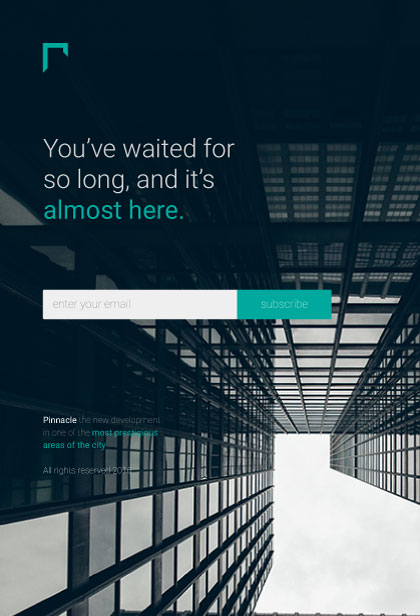 You've waited for
so long, and it's
almost here.
enter your email
subscribe
Pinnacle the new development
in one of the most prestigious
areas of the city
All rights reserved 2016